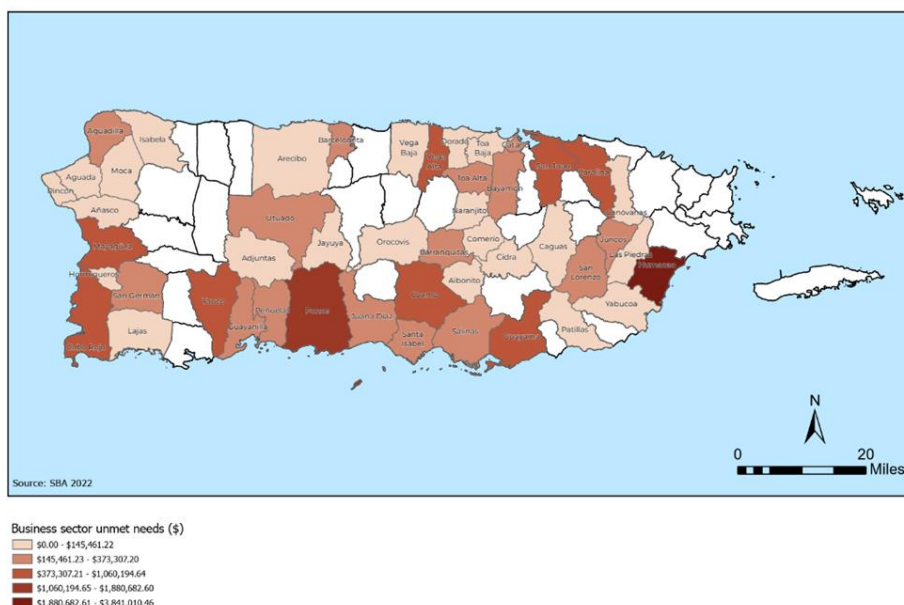 Aguadilla
Isabela
Barceloneta
Arecibo
Vega
Baja
Vega
Alta
Dorado
Toa
Baja
Cataño
San Juan
Carolina
Moca
Aguada
Rincón
Toa Alta
Bayamón
Añasco
Utuado
Naranjito
Canóvanas
Mayagüez
Jayuya
Orocovis
Comerío
Caguas
Juncos
Adjuntas
Barranquitas
Cidra
Las Piedras
Humacao
Hormigueros
Aibonito
San
Lorenzo
San Germán
Yauco
Ponce
Coamo
Peñuelas
Juana Díaz
Yabucoa
Guayanilla
Lajas
Santa
Isabel
Salinas
Guayama
Patillas
Cabo Rojo
N
0 20
Miles
Source: SBA 2022
Business sector unmet needs ($)
$0.00 - $145,461.22
$145,461.23 - $373,307.20
$373,307.21 - $1,060,194.64
$1,060,194.65 - $1,880,682.60
$1,880,682.61 - $3,841,010.46